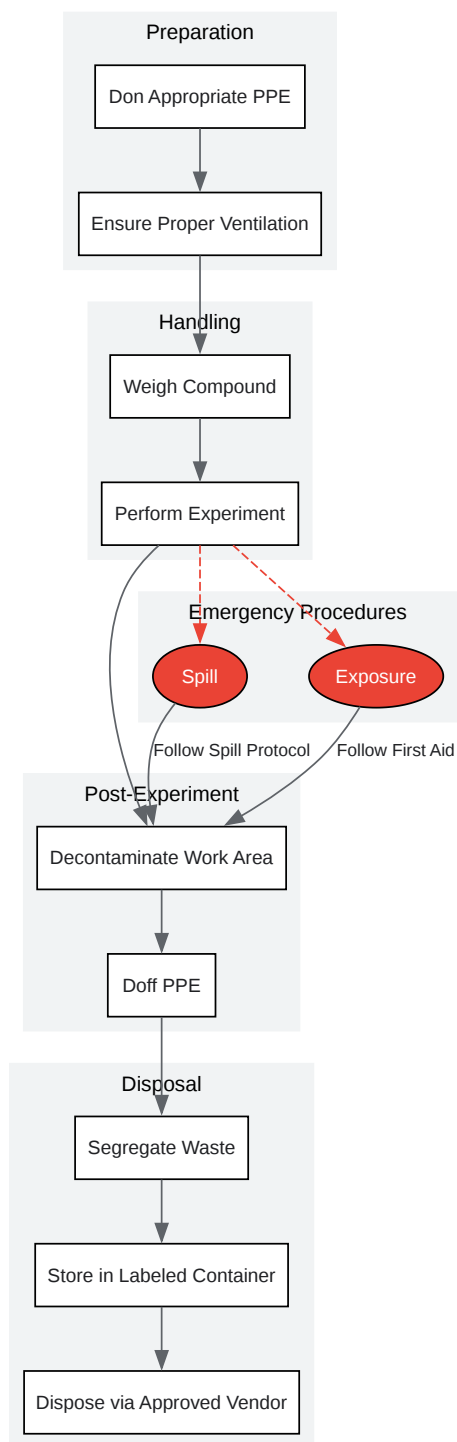 Preparation
Don Appropriate PPE
Ensure Proper Ventilation
Handling
Weigh Compound
Perform Experiment
Emergency Procedures
Spill
Exposure
Follow Spill Protocol
Follow First Aid
Post-Experiment
Decontaminate Work Area
Doff PPE
Disposal
Segregate Waste
Store in Labeled Container
Dispose via Approved Vendor